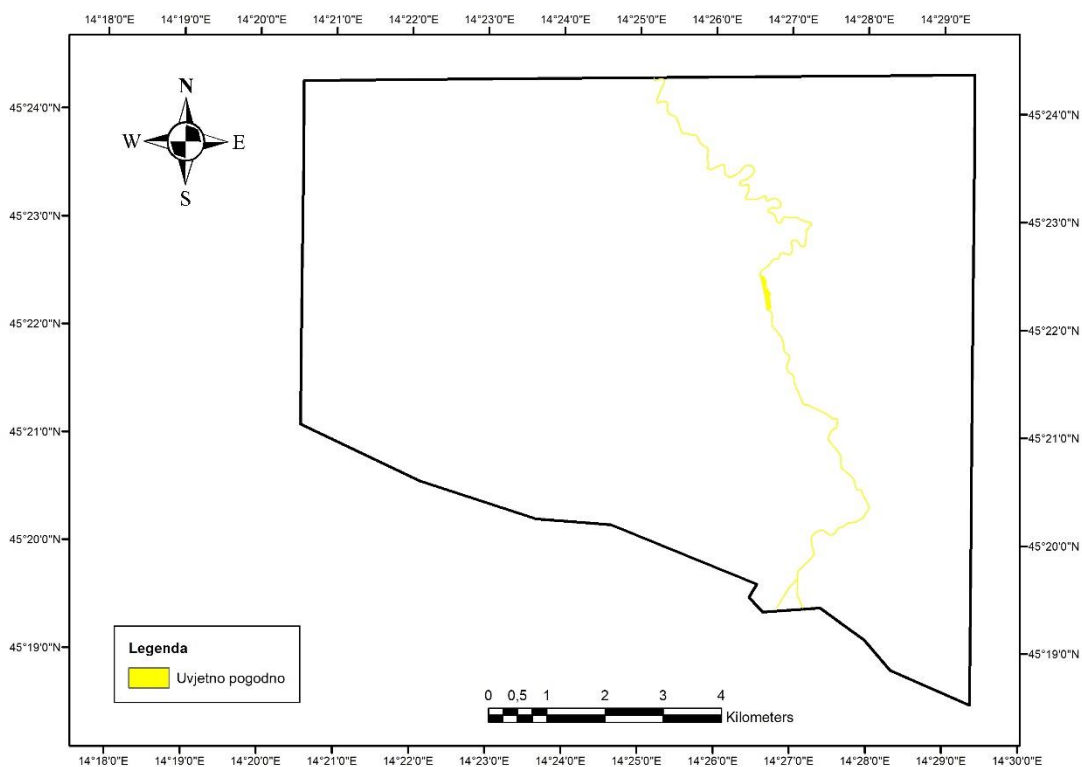 14°18'0"E 14°19'0"E 14°20'0"E 14°21'0"E 14°22'0"E 14°23'0"E 14°24'0"E 14°25'0"E 14°26'0"E 14°27'0"E 14°28'0"E 14°29'0"E
N
W E
S
45°24'0"N 45°24'0"N
45°23'0"N 45°23'0"N
45°22'0"N 45°22'0"N
45°21'0"N 45°21'0"N
45°20'0"N 45°20'0"N
45°19'0"N 45°19'0"N
Legenda
Uvjetno pogodno
0 0,5 1 2 3 4
Kilometers
14°18'0"E 14°19'0"E 14°20'0"E 14°21'0"E 14°22'0"E 14°23'0"E 14°24'0"E 14°25'0"E 14°26'0"E 14°27'0"E 14°28'0"E 14°29'0"E 14°30'0"E